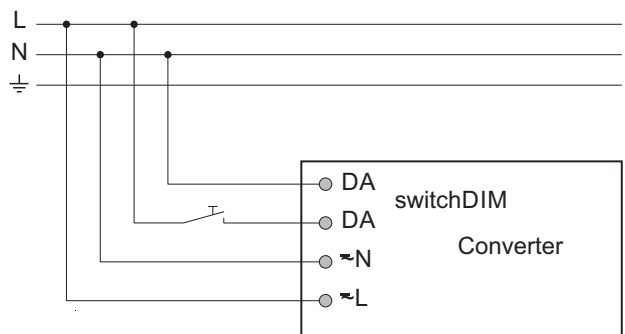 L
N
DA
switchDIM
DA
Converter
~N
~L